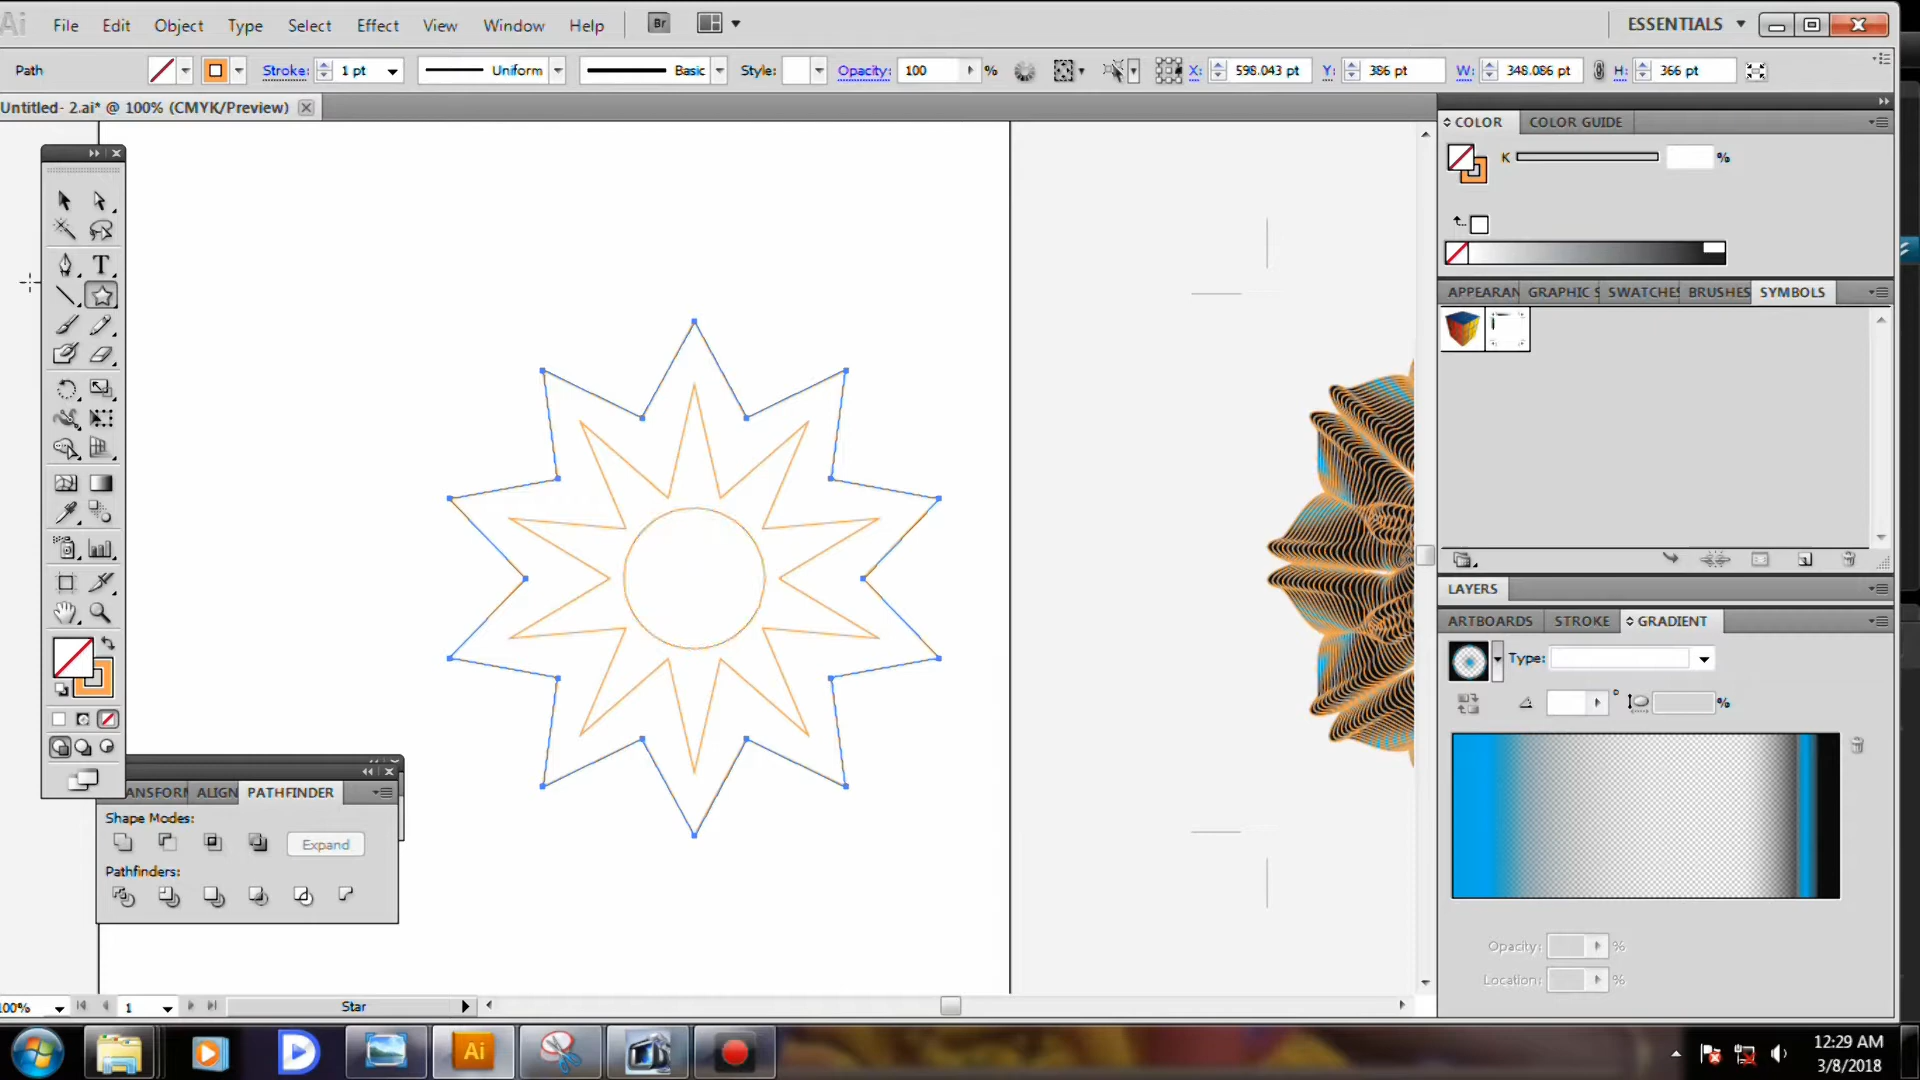 Ai File Edit Object Type Select Effect View Window Help Br ESSENTIALS
Path Stroke: 1 pt Uniform Basic Style: Opacity: 100 % X: 598.043 pt Y: 386 pt W: 348.086 pt H: 366 pt
Untitled- 2.ai* @ 100% (CMYK/Preview)
COLOR COLOR GUIDE
K %
APPEARAN GRAPHIC S SWATCHES BRUSHES SYMBOLS
LAYERS
ARTBOARDS STROKE GRADIENT
Type:
° %
Opacity: %
Location: %
T
ANSFORM ALIGN PATHFINDER
Shape Modes:
Expand
Pathfinders:
00% 1 Star
Ai
12:29 AM
3/8/2018